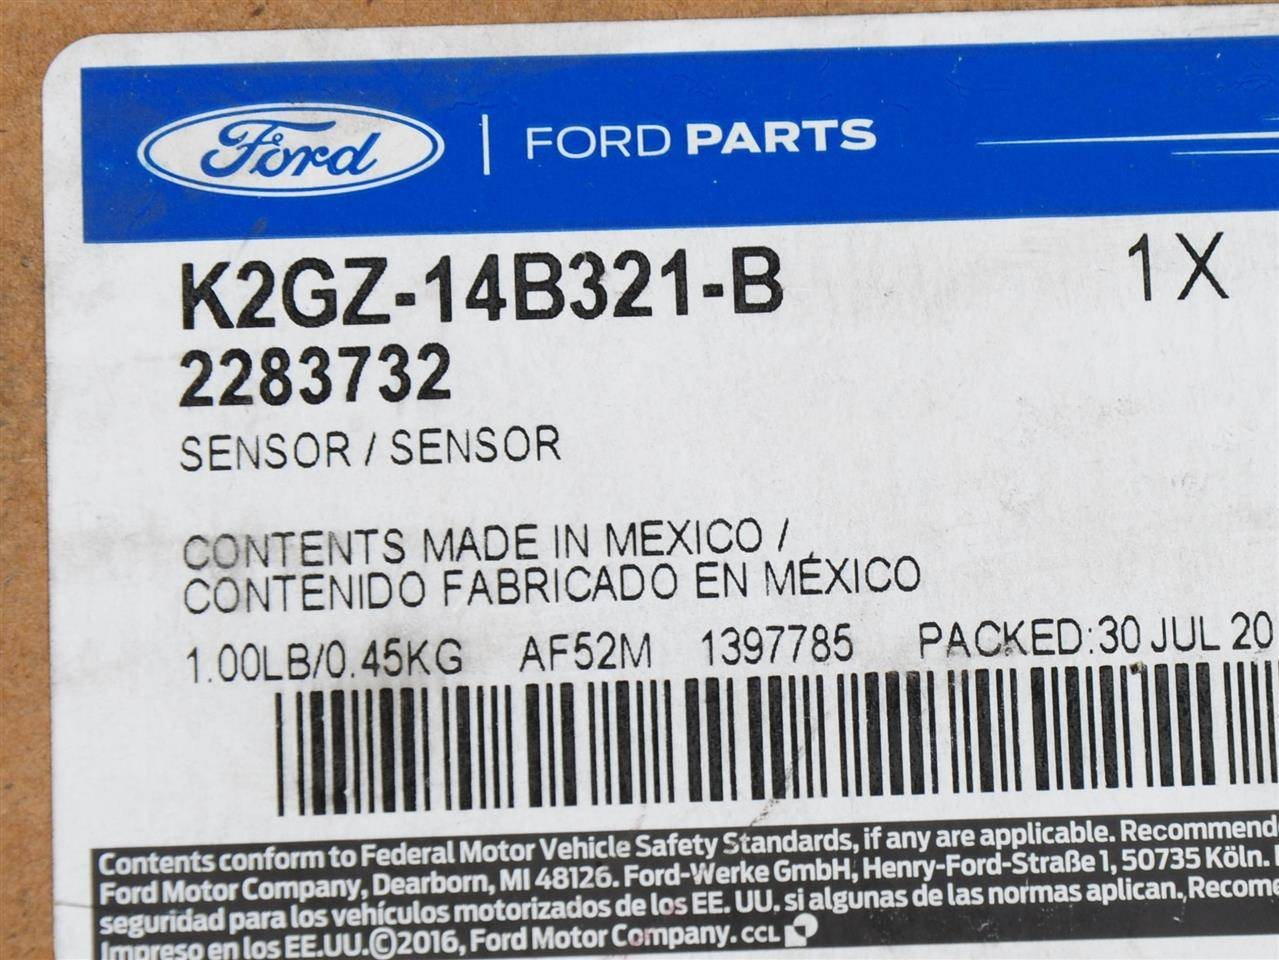 Ford | FORD PARTS
K2GZ-14B321-B 1 X
2283732
SENSOR / SENSOR
CONTENTS MADE IN MEXICO /
CONTENIDO FABRICADO EN MÉXICO
1.00LB/0.45KG AF52M 1397785 PACKED:30 JUL 20
Contents conform to Federal Motor Vehicle Safety Standards, if any are applicable. Recommend
Ford Motor Company, Dearborn, MI 48126. Ford-Werke GmbH, Henry-Ford-Straße 1, 50735 Köln.
seguridad para los vehículos motorizados de los EE. UU. si algunas de las normas aplican., Recome
Impreso en los EE.UU.©2016, Ford Motor Company. CCL